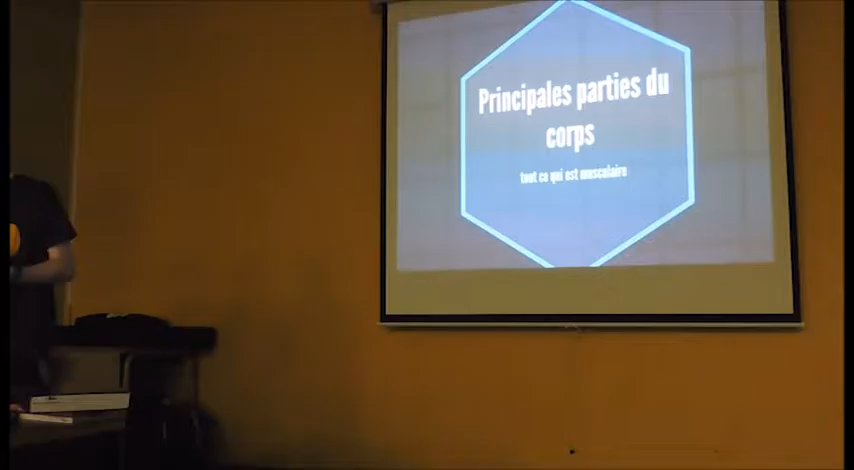 Principales parties du
corps
tout ce qui est musculaire